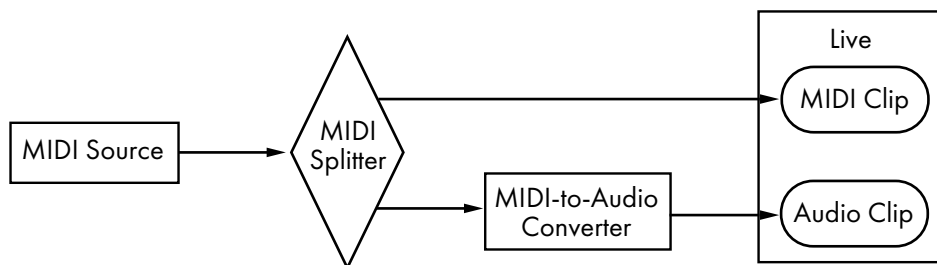 Live
MIDI Clip
MIDI Source
MIDI
Splitter
MIDI-to-Audio
Converter
Audio Clip